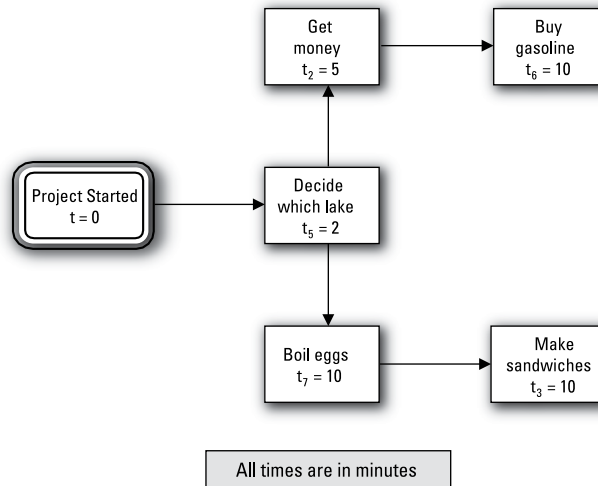 Get
money
t₂ = 5
Buy
gasoline
t₆ = 10
Project Started
t = 0
Decide
which lake
t₅ = 2
Boil eggs
t₇ = 10
Make
sandwiches
t₃ = 10
All times are in minutes